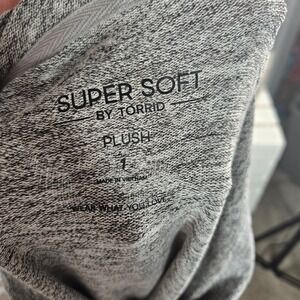 SUPER SOFT
BY TORRID
PLUSH
1
MADE IN VIETNAM
WEAR WHAT YOU LOVE